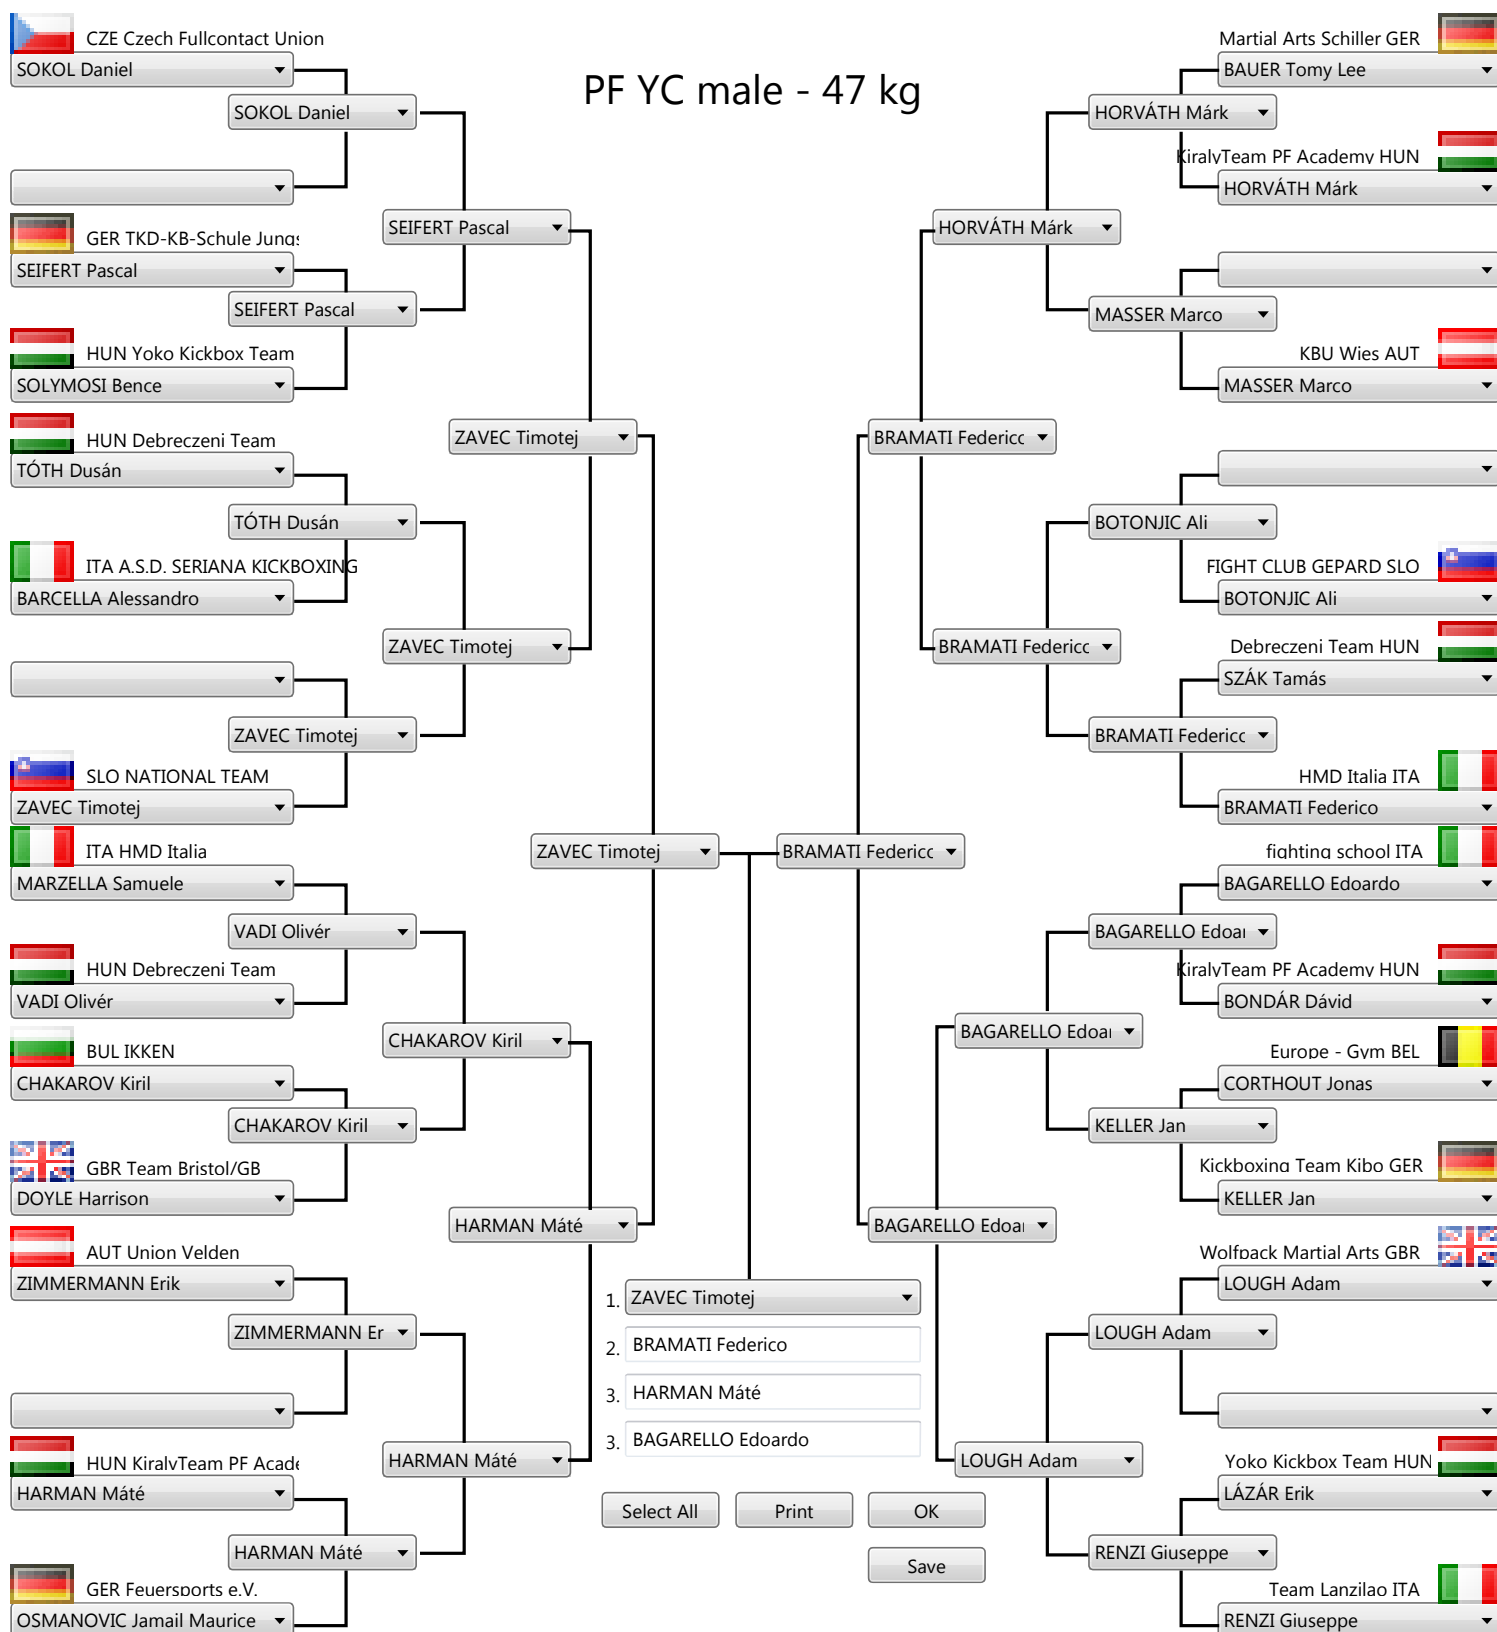 PF YC male - 47 kg
CZE Czech Fullcontact Union
SOKOL Daniel
SOKOL Daniel
GER TKD-KB-Schule Jungs
SEIFERT Pascal
SEIFERT Pascal
SEIFERT Pascal
HUN Yoko Kickbox Team
SOLYMOSI Bence
HUN Debreczeni Team
TÓTH Dusán
ZAVEC Timotej
TÓTH Dusán
ITA A.S.D. SERIANA KICKBOXING
BARCELLA Alessandro
ZAVEC Timotej
ZAVEC Timotej
SLO NATIONAL TEAM
ZAVEC Timotej
ITA HMD Italia
MARZELLA Samuele
ZAVEC Timotej
VADI Olivér
HUN Debreczeni Team
VADI Olivér
CHAKAROV Kiril
BUL IKKEN
CHAKAROV Kiril
CHAKAROV Kiril
GBR Team Bristol/GB
DOYLE Harrison
HARMAN Máté
AUT Union Velden
ZIMMERMANN Erik
ZIMMERMANN Er
HARMAN Máté
HUN KiralyTeam PF Acade
HARMAN Máté
HARMAN Máté
GER Feuersports e.V.
OSMANOVIC Jamail Maurice
Martial Arts Schiller GER
BAUER Tomy Lee
HORVÁTH Márk
KiralyTeam PF Academy HUN
HORVÁTH Márk
HORVÁTH Márk
MASSER Marco
KBU Wies AUT
MASSER Marco
BRAMATI Federicc
BOTONJIC Ali
FIGHT CLUB GEPARD SLO
BOTONJIC Ali
BRAMATI Federicc
Debreczeni Team HUN
SZÁK Tamás
BRAMATI Federicc
HMD Italia ITA
BRAMATI Federico
BRAMATI Federicc
fighting school ITA
BAGARELLO Edoardo
BAGARELLO Edoar
KiralyTeam PF Academy HUN
BONDÁR Dávid
BAGARELLO Edoar
Europe - Gym BEL
CORTHOUT Jonas
KELLER Jan
Kickboxing Team Kibo GER
KELLER Jan
BAGARELLO Edoar
Wolfpack Martial Arts GBR
LOUGH Adam
LOUGH Adam
LOUGH Adam
Yoko Kickbox Team HUN
LÁZÁR Erik
RENZI Giuseppe
Team Lanzilao ITA
RENZI Giuseppe
1. ZAVEC Timotej
2. BRAMATI Federico
3. HARMAN Máté
3. BAGARELLO Edoardo
Select All Print OK
Save